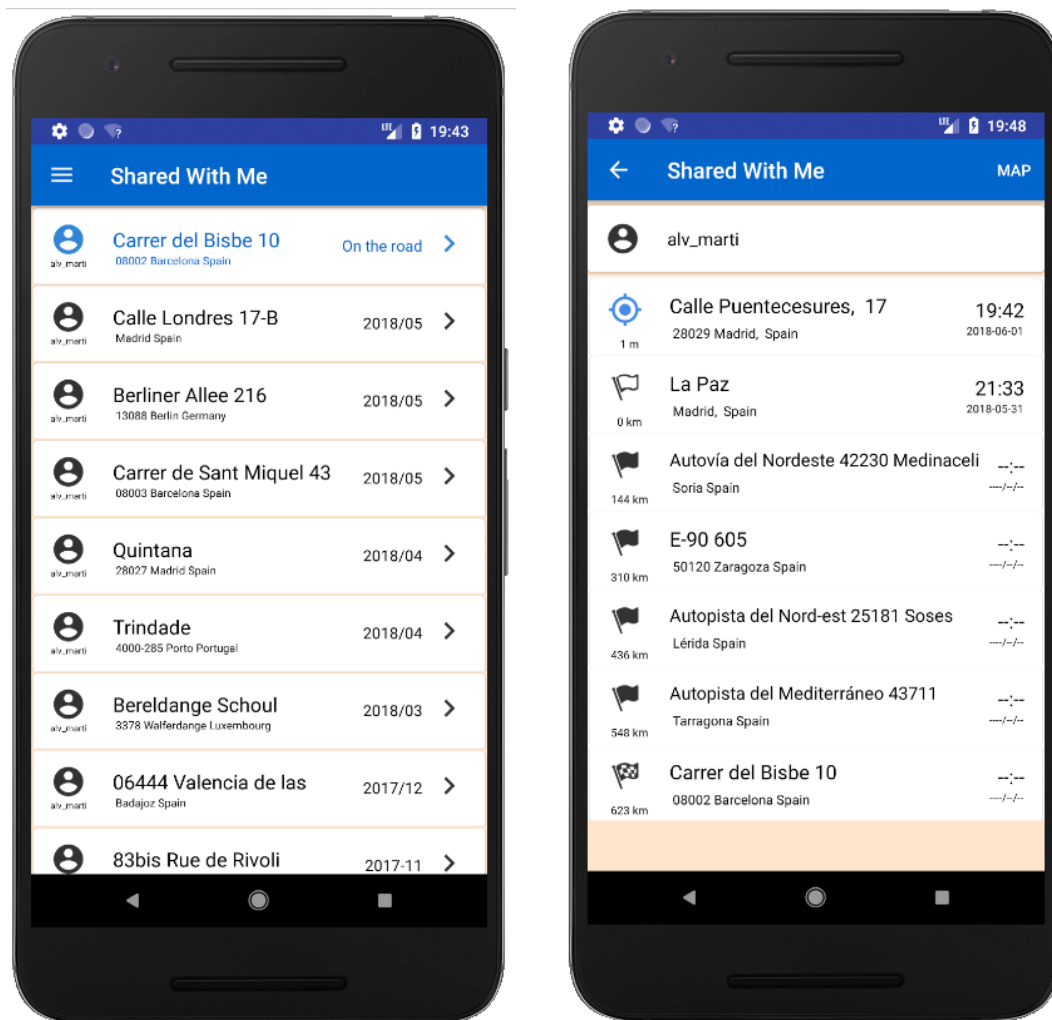 19:43
Shared With Me
Carrer del Bisbe 10
On the road
08002 Barcelona Spain
alv_marti
Calle Londres 17-B
2018/05
Madrid Spain
alv_marti
Berliner Allee 216
2018/05
13088 Berlin Germany
alv_marti
Carrer de Sant Miquel 43
2018/05
08003 Barcelona Spain
alv_marti
Quintana
2018/04
28027 Madrid Spain
alv_marti
Trindade
2018/04
4000-285 Porto Portugal
alv_marti
Bereldange Schoul
2018/03
3378 Walferdange Luxembourg
alv_marti
06444 Valencia de las
2017/12
Badajoz Spain
alv_marti
83bis Rue de Rivoli
2017-11
LTE 19:48
Shared With Me
MAP
alv_marti
Calle Puentecesures, 17
19:42
28029 Madrid, Spain
2018-06-01
1 m
La Paz
21:33
Madrid, Spain
2018-05-31
0 km
Autovía del Nordeste 42230 Medinaceli
--:--
Soria Spain
----/--/--
144 km
E-90 605
--:--
50120 Zaragoza Spain
----/--/--
310 km
Autopista del Nord-est 25181 Soses
--:--
Lérida Spain
----/--/--
436 km
Autopista del Mediterráneo 43711
--:--
Tarragona Spain
----/--/--
548 km
Carrer del Bisbe 10
--:--
08002 Barcelona Spain
----/--/--
623 km